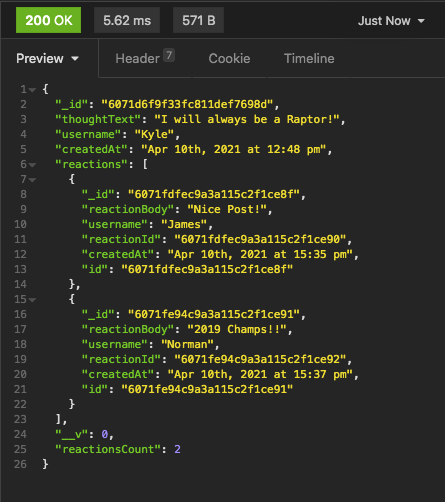 200 OK 5.62 ms 571 B Just Now
Preview Header 7 Cookie Timeline
1 {
2 "_id": "6071d6f9f33fc811def7698d",
3 "thoughtText": "I will always be a Raptor!",
4 "username": "Kyle",
5 "createdAt": "Apr 10th, 2021 at 12:48 pm",
6 "reactions": [
7 {
8 "_id": "6071fdfec9a3a115c2f1ce8f",
9 "reactionBody": "Nice Post!",
10 "username": "James",
11 "reactionId": "6071fdfec9a3a115c2f1ce90",
12 "createdAt": "Apr 10th, 2021 at 15:35 pm",
13 "id": "6071fdfec9a3a115c2f1ce8f"
14 },
15 {
16 "_id": "6071fe94c9a3a115c2f1ce91",
17 "reactionBody": "2019 Champs!!",
18 "username": "Norman",
19 "reactionId": "6071fe94c9a3a115c2f1ce92",
20 "createdAt": "Apr 10th, 2021 at 15:37 pm",
21 "id": "6071fe94c9a3a115c2f1ce91"
22 }
23 ],
24 "__v": 0,
25 "reactionsCount": 2
26 }